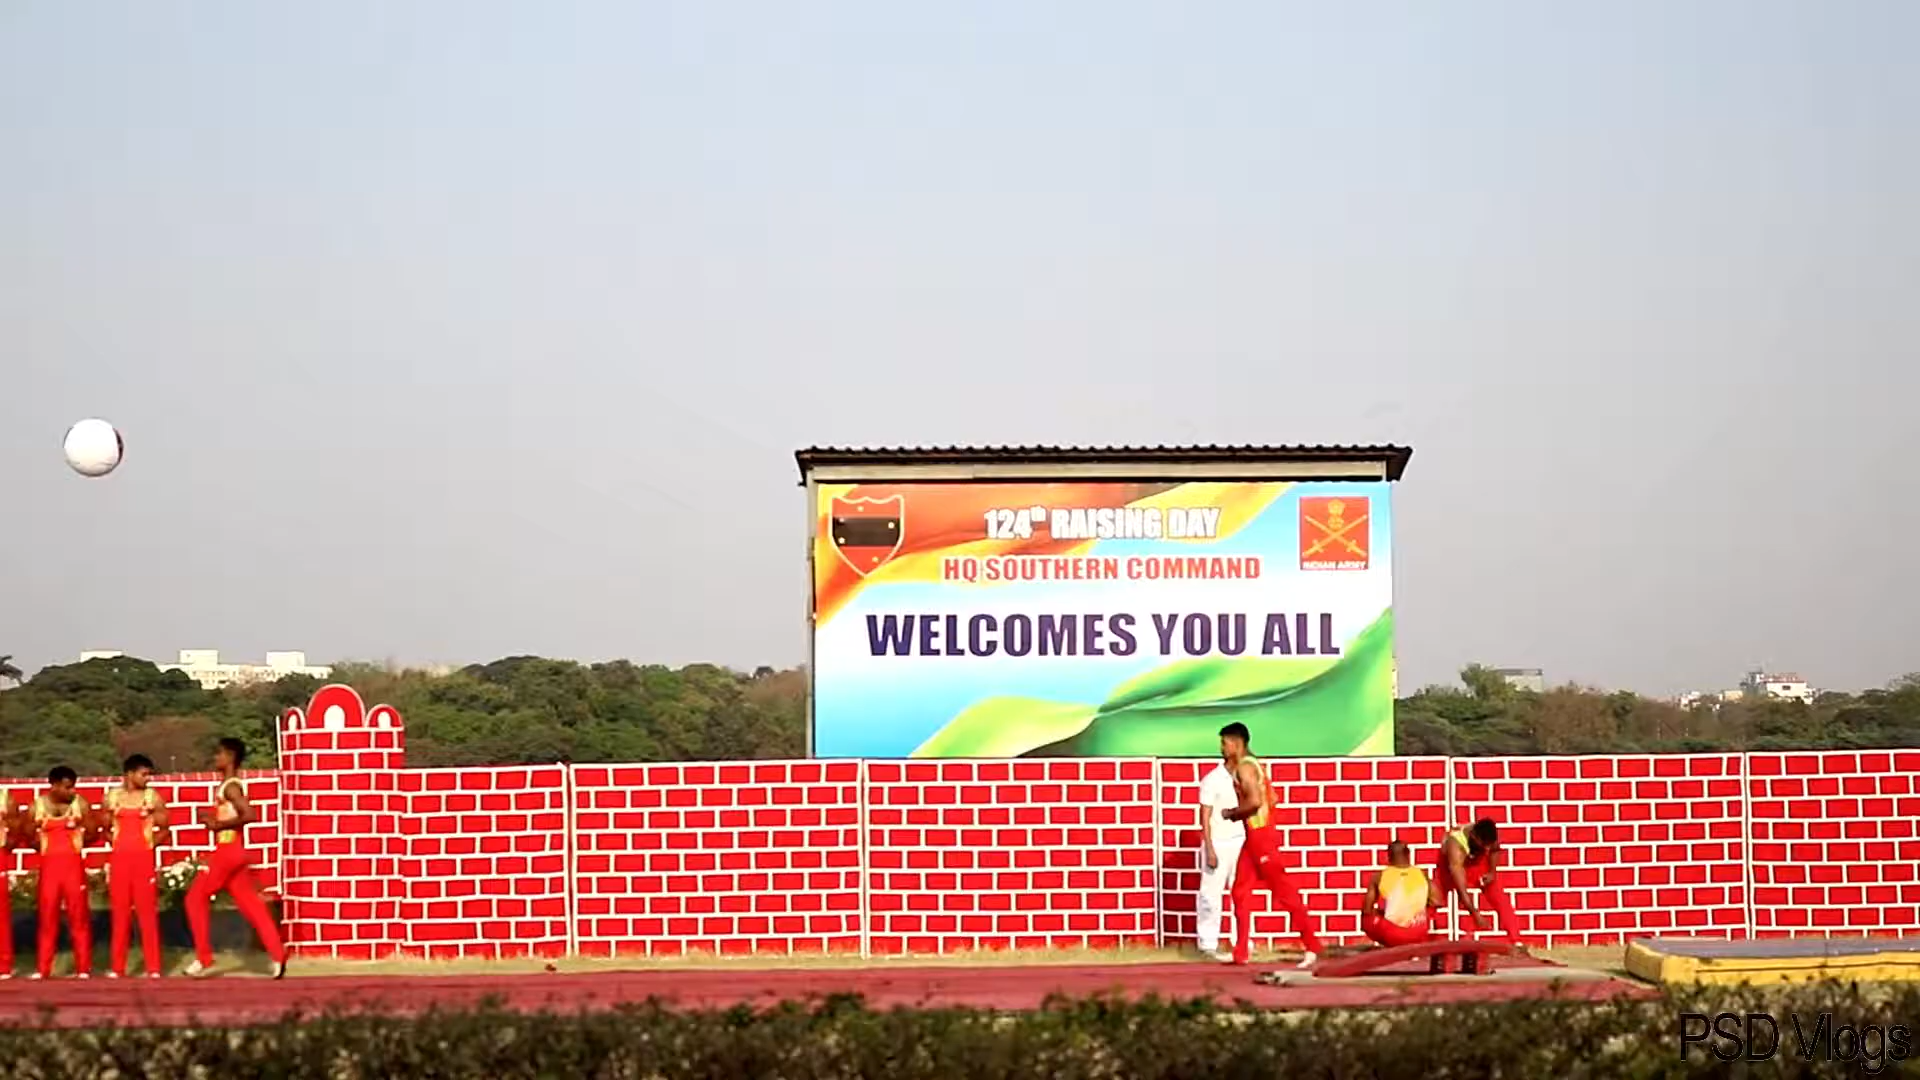 124th RAISING DAY
HQ SOUTHERN COMMAND
INDIAN ARMY
WELCOMES YOU ALL
PSD Vlogs